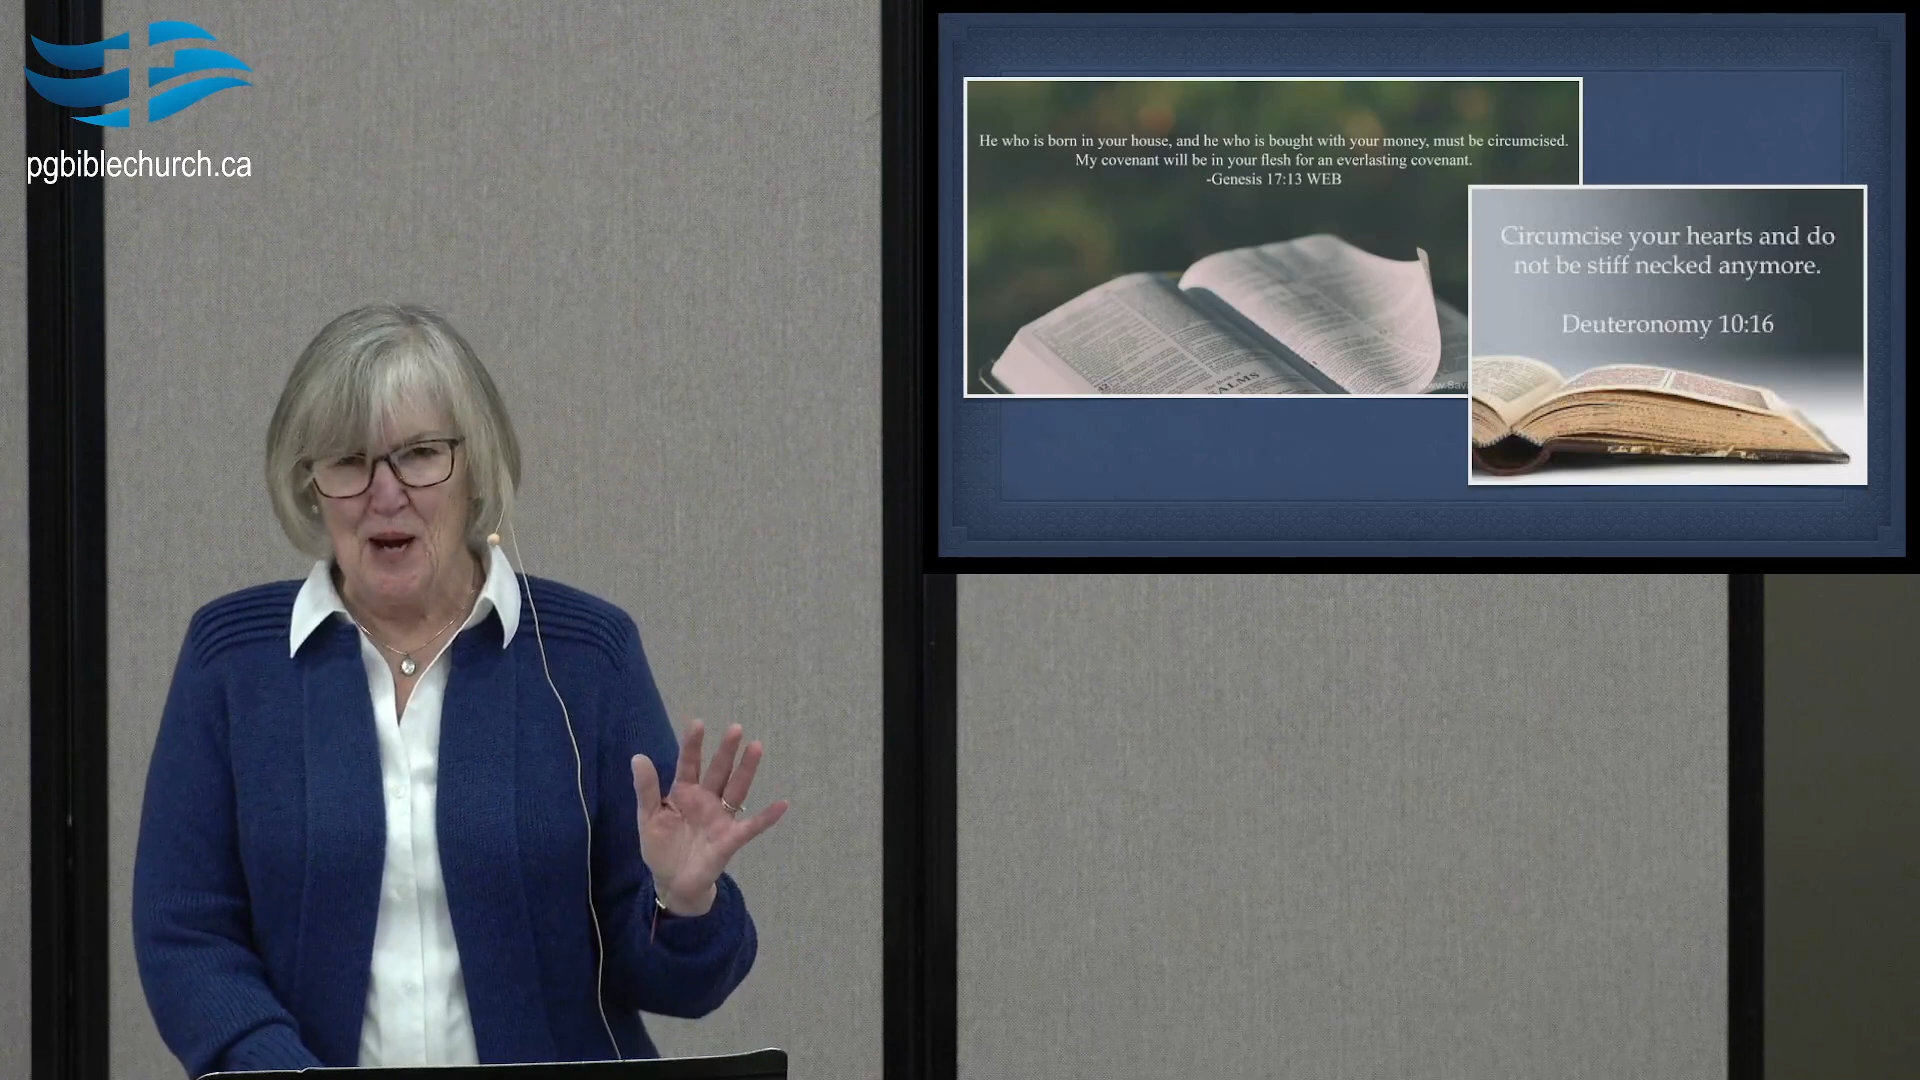 pgbiblechurch.ca
He who is born in your house, and he who is bought with your money, must be circumcised.
My covenant will be in your flesh for an everlasting covenant.
-Genesis 17:13 WEB
Circumcise your hearts and do
not be stiff necked anymore.
Deuteronomy 10:16